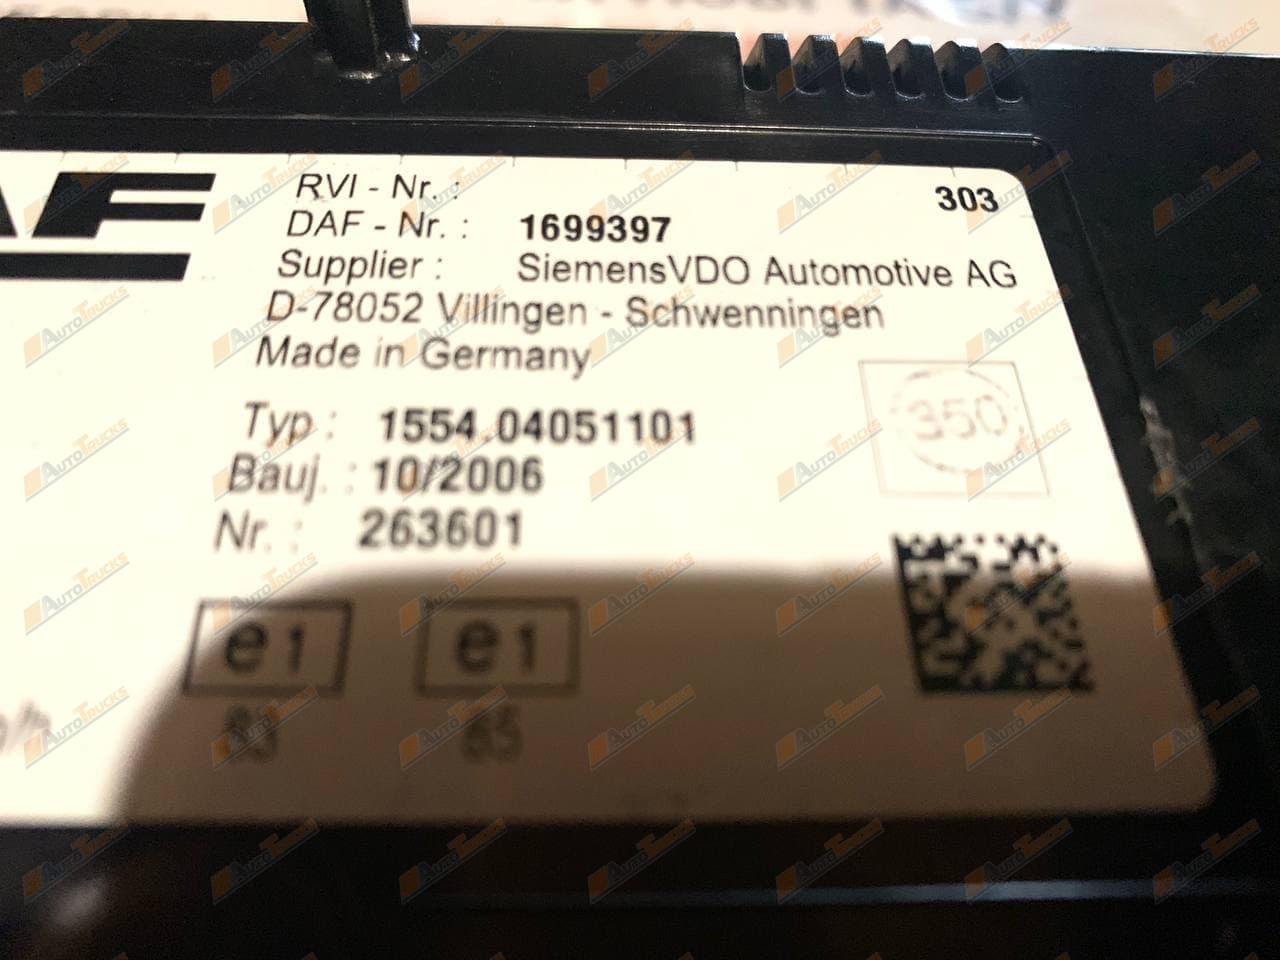 RVI - Nr. :
303
DAF - Nr. : 1699397
Supplier : SiemensVDO Automotive AG
D-78052 Villingen - Schwenningen
Made in Germany
350
Typ : 1554.04051101
Bauj. : 10/2006
Nr. : 263601
e1 e1
AUTOTRUCKS